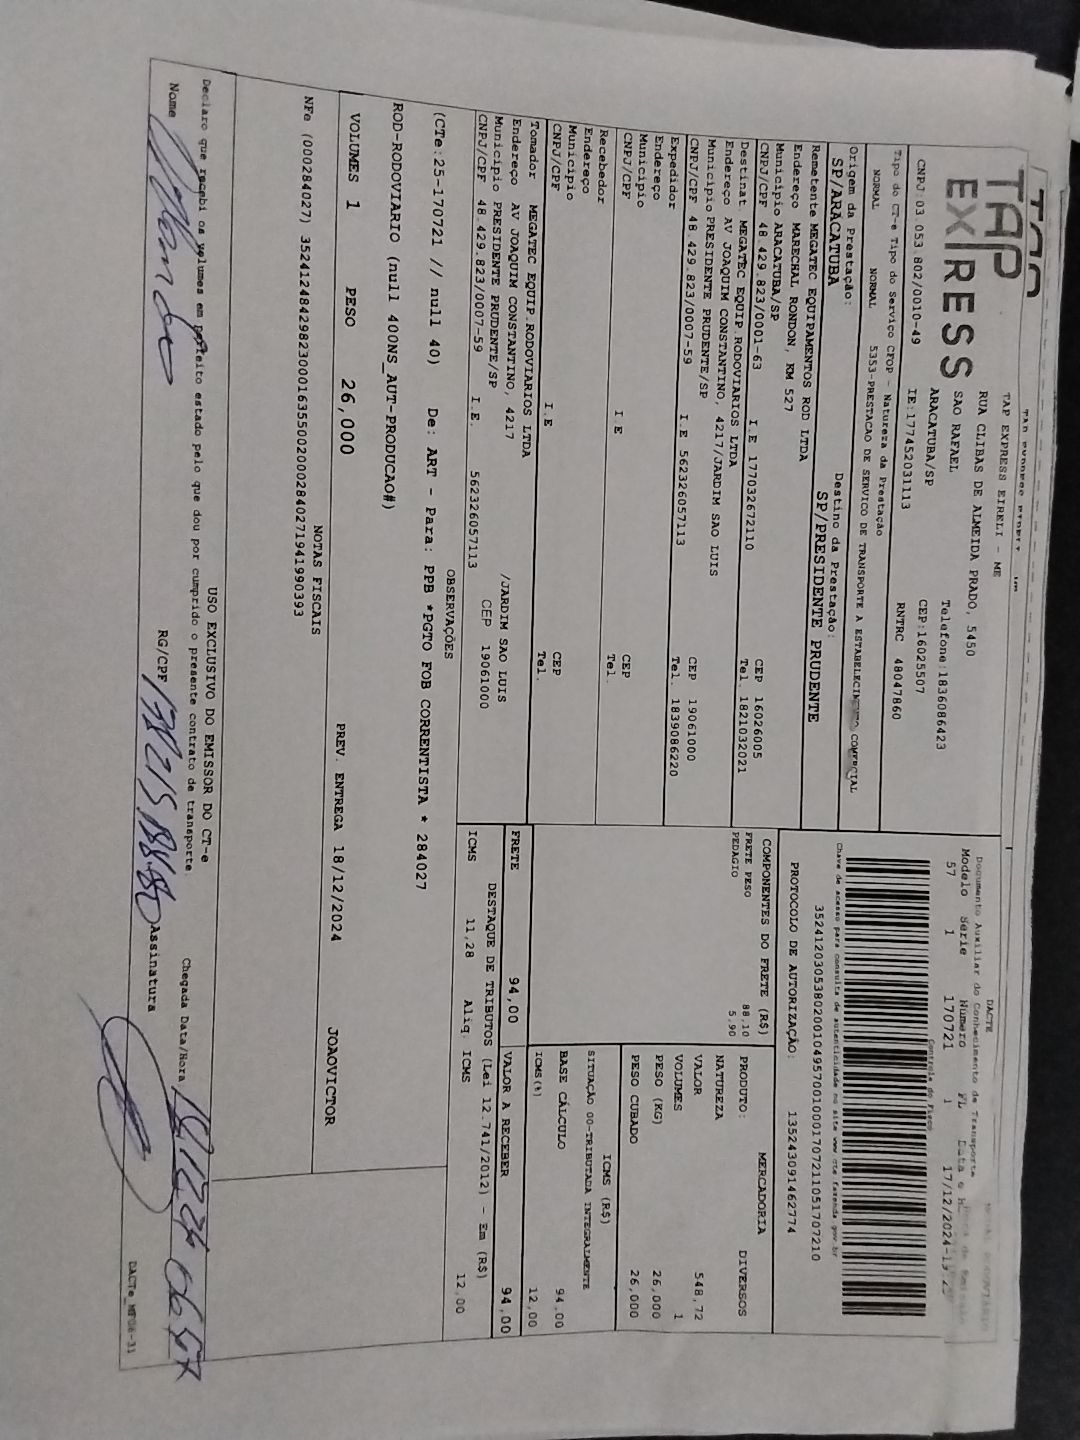 TAP
EXPRESS
TAP EXPRESS EIRELI - ME
RUA CLIBAS DE ALMEIDA PRADO, 5450
SAO RAFAEL
ARACATUBA/SP
Telefone:1836086423
CEP:16025507
CNPJ:03.053.802/0010-49 IE:177452031113 RNTRC 48047860
DACTE
Documento Auxiliar do Conhecimento de Transporte
Modelo Serie Número FL
57 1 170721 1 17/12/2024
Controle do Fisco
Tipo do CT-e Tipo do Serviço CFOP - Natureza da Prestação
NORMAL NORMAL 5353-PRESTACAO DE SERVICO DE TRANSPORTE A ESTABELECIMENTO COMERCIAL
Chave de acesso para consulta de autenticidade no site www.cte.fazenda.gov.br
35241203053802001049570010001707211051707210
PROTOCOLO DE AUTORIZAÇÃO: 135243091462774
Origem da Prestação: Destino da Prestação:
SP/ARACATUBA SP/PRESIDENTE PRUDENTE
Remetente MEGATEC EQUIPAMENTOS ROD LTDA
Endereço MARECHAL RONDON, KM 527
Município ARACATUBA/SP CEP 16026005
CNPJ/CPF 48.429.823/0001-63 I.E 177032672110 Tel. 1821032021
Destinat MEGATEC EQUIP.RODOVIARIOS LTDA
Endereço AV JOAQUIM CONSTANTINO, 4217/JARDIM SAO LUIS
Município PRESIDENTE PRUDENTE/SP CEP 19061000
CNPJ/CPF 48.429.823/0007-59 I.E 562326057113 Tel. 1839086220
Expedidor
Endereço
Município CEP
CNPJ/CPF I.E Tel.
Recebedor
Endereço
Município CEP
CNPJ/CPF I.E Tel.
Tomador MEGATEC EQUIP.RODOVIARIOS LTDA
Endereço AV JOAQUIM CONSTANTINO, 4217 /JARDIM SAO LUIS
Município PRESIDENTE PRUDENTE/SP CEP 19061000
CNPJ/CPF 48.429.823/0007-59 I.E. 562326057113
COMPONENTES DO FRETE (R$)
FRETE PESO 88,10
PEDAGIO 5,90
MERCADORIA
PRODUTO: DIVERSOS
NATUREZA
VALOR 548,72
VOLUMES 1
PESO (KG) 26,000
PESO CUBADO 26,000
ICMS (R$)
SITUAÇÃO 00-TRIBUTADA INTEGRALMENTE
BASE CÁLCULO 94,00
ICMS(%) 12,00
FRETE 94,00 VALOR A RECEBER 94,00
DESTAQUE DE TRIBUTOS (Lei 12.741/2012) - Em (R$)
ICMS 11,28 Aliq. ICMS 12,00
OBSERVAÇÕES
(CTe:25-170721 // null 40) De: ART - Para: PPB *PGTO FOB CORRENTISTA * 284027
ROD-RODOVIARIO (null 400NS_AUT-PRODUCAO#)
VOLUMES 1 PESO 26,000 PREV. ENTREGA 18/12/2024 JOAOVICTOR
NOTAS FISCAIS
NFe (000284027) 35241248429823000163550020002840271941990393
USO EXCLUSIVO DO EMISSOR DO CT-e
Declaro que recebi os volumes em perfeito estado pelo que dou por cumprido o presente contrato de transporte.
Nome RG/CPF Assinatura Chegada Data/Hora
DACTe_MP06-31